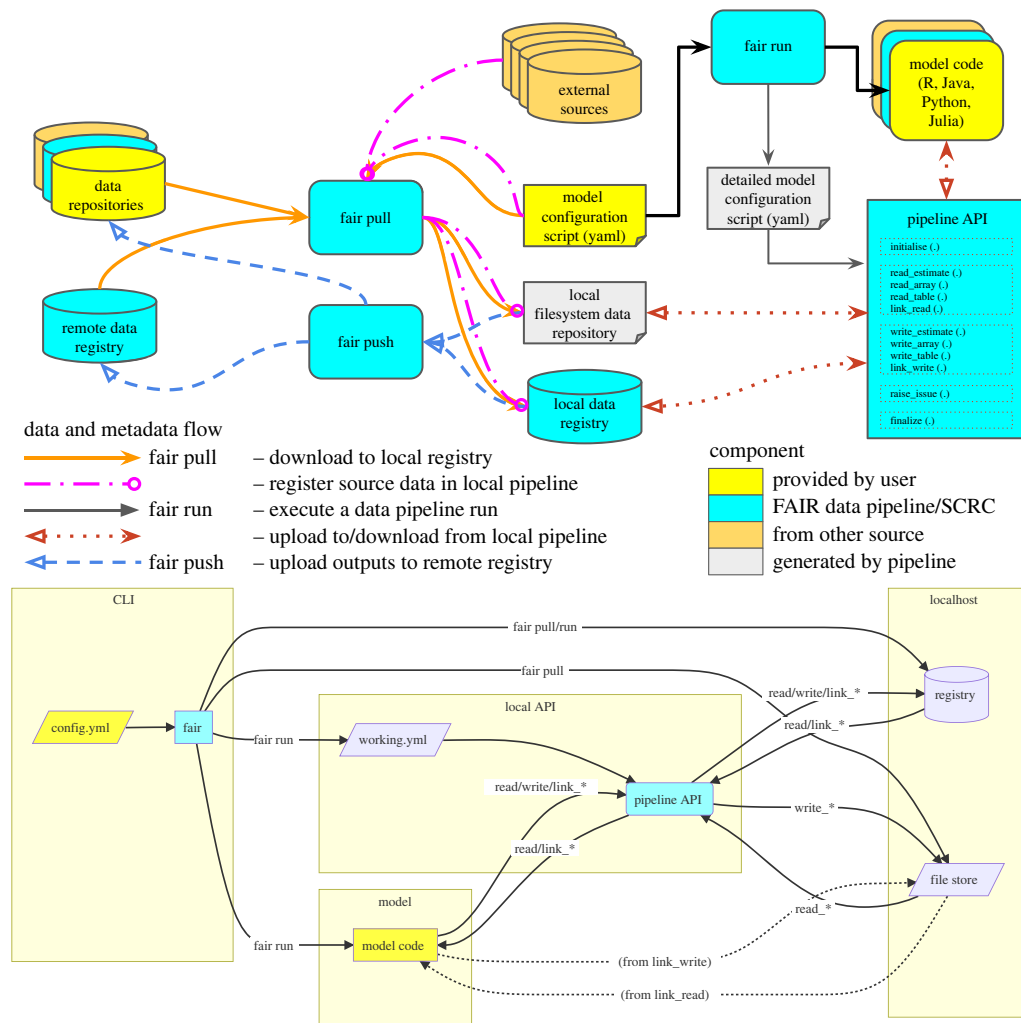 external
sources
fair run
model code
(R, Java,
Python,
Julia)
data
repositories
fair pull
model
configuration
script (yaml)
detailed model
configuration
script (yaml)
pipeline API
initialise (.)
read_estimate (.)
read_array (.)
read_table (.)
link_read (.)
write_estimate (.)
write_array (.)
write_table (.)
link_write (.)
raise_issue (.)
finalize (.)
remote data
registry
fair push
local
filesystem data
repository
local data
registry
data and metadata flow
fair pull – download to local registry
– register source data in local pipeline
fair run – execute a data pipeline run
– upload to/download from local pipeline
fair push – upload outputs to remote registry
component
provided by user
FAIR data pipeline/SCRC
from other source
generated by pipeline
CLI
localhost
fair pull/run
fair pull
read/write/link_*
registry
local API
config.yml
fair
fair run
working.yml
read/link_*
read/write/link_*
pipeline API
write_*
read/link_*
file store
model
read_*
fair run
model code
(from link_write)
(from link_read)